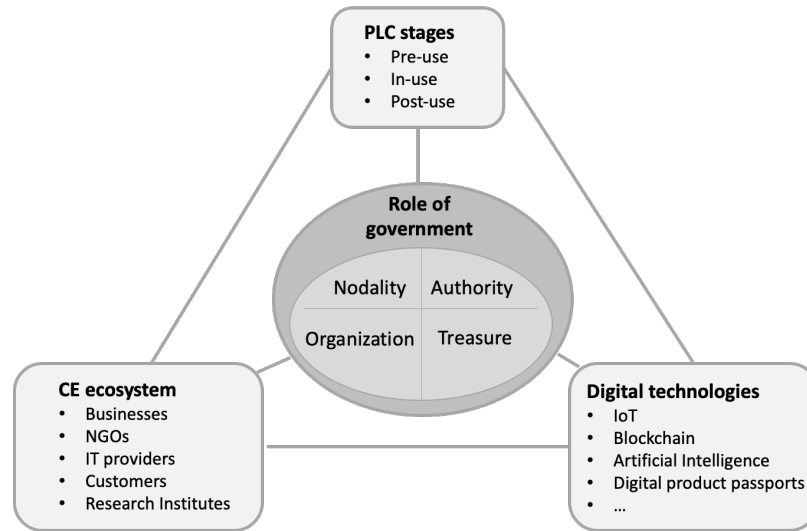 PLC stages
• Pre-use
• In-use
• Post-use
Role of
government
Nodality
Authority
Organization
Treasure
CE ecosystem
• Businesses
• NGOs
• IT providers
• Customers
• Research Institutes
Digital technologies
• IoT
• Blockchain
• Artificial Intelligence
• Digital product passports
• ...